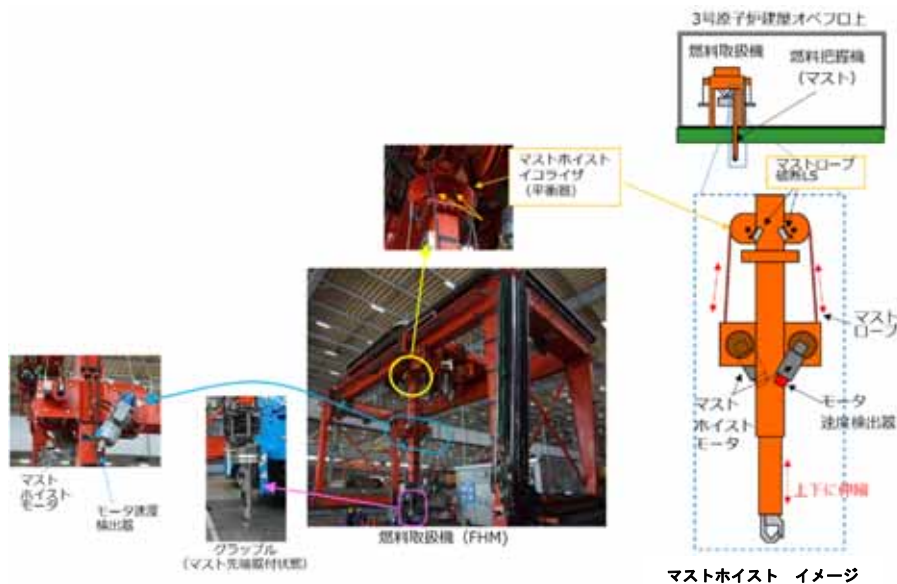 3号原子炉建屋オペフロ上
燃料取扱機
燃料把握機
（マスト）
マストホイスト
イコライザ
（平衡器）
マストロープ
破断LS
マスト
ロープ
マスト
ホイスト
モータ
モータ
速度検出器
上下に伸縮
マスト
ホイスト
モータ
モータ速度
検出器
グラップル
（マスト先端取付状態）
燃料取扱機（FHM）
マストホイスト　イメージ